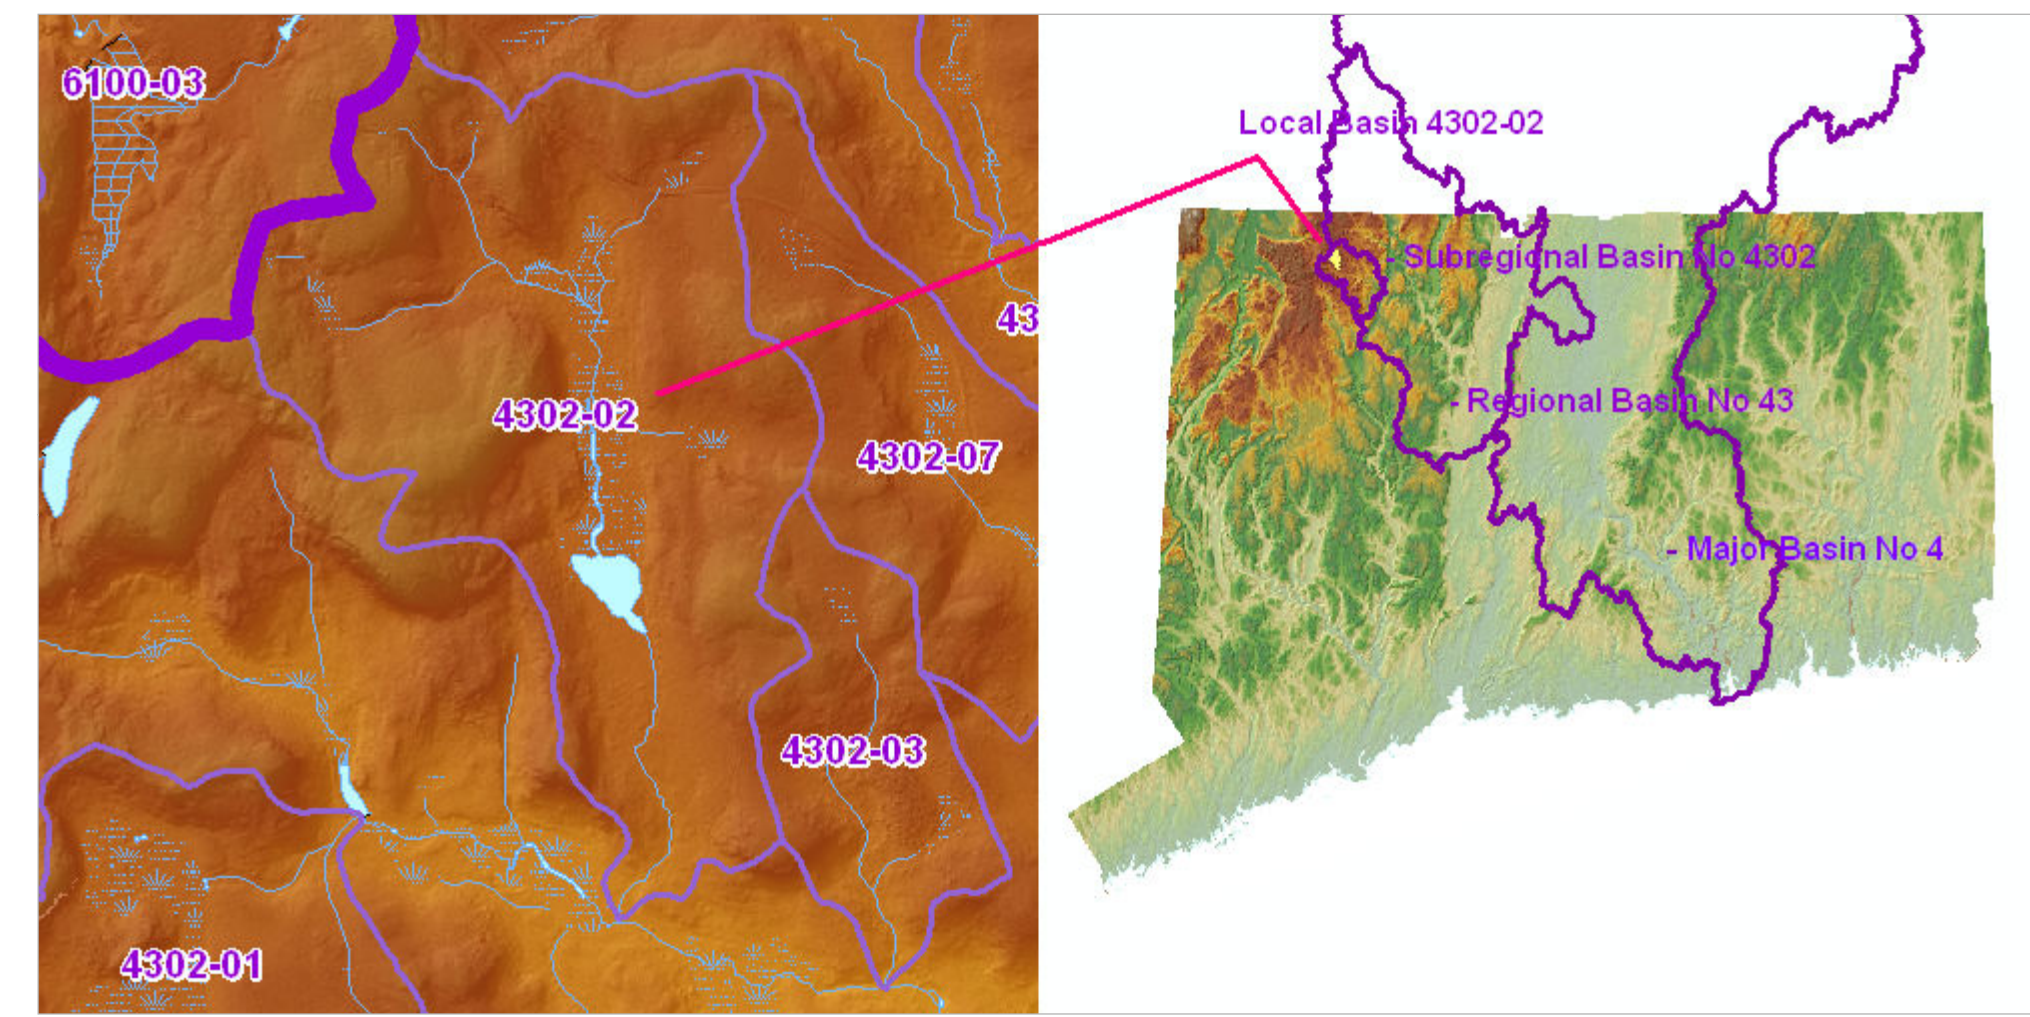 6100-03
Local Basin 4302-02
- Subregional Basin No 4302
43
4302-02
- Regional Basin No 43
4302-07
- Major Basin No 4
4302-03
4302-01